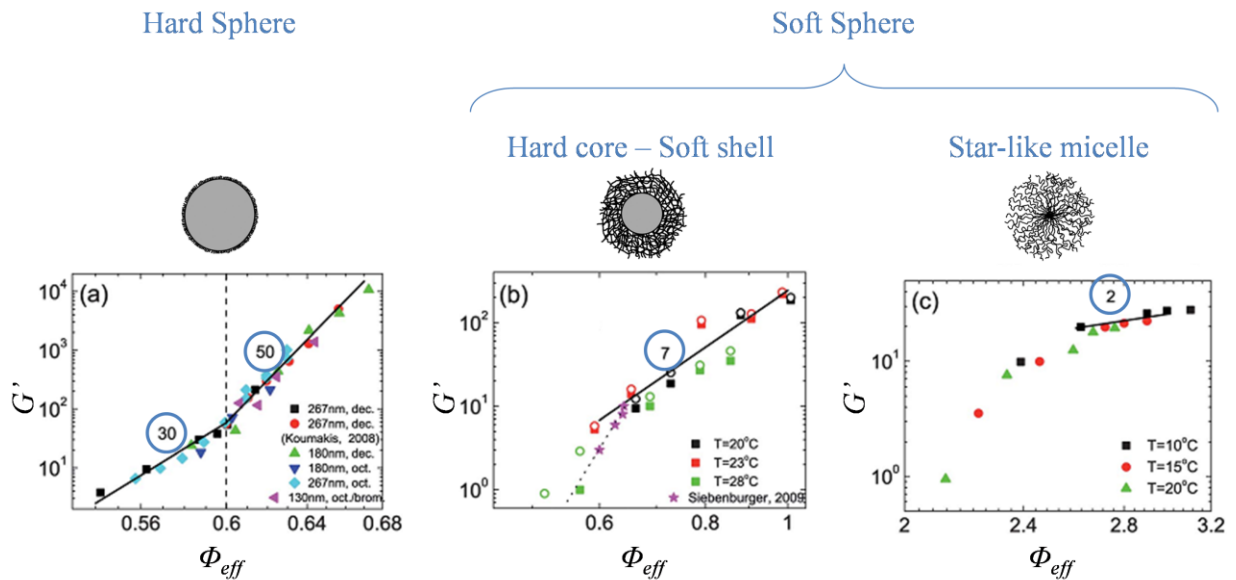 Hard Sphere
Soft Sphere
Hard core – Soft shell
Star-like micelle
(a)
10⁴
10³
10²
10¹
G'
30
50
267nm, dec.
267nm, dec.
(Koumakis, 2008)
180nm, dec.
180nm, oct.
267nm, oct.
130nm, oct./brom.
0.56
0.6
0.64
0.68
Φeff
(b)
10²
10¹
10⁰
G'
7
T=20°C
T=23°C
T=28°C
Siebenburger, 2009
0.6
0.8
1
Φeff
(c)
10¹
10⁰
G'
2
T=10°C
T=15°C
T=20°C
2
2.4
2.8
3.2
Φeff